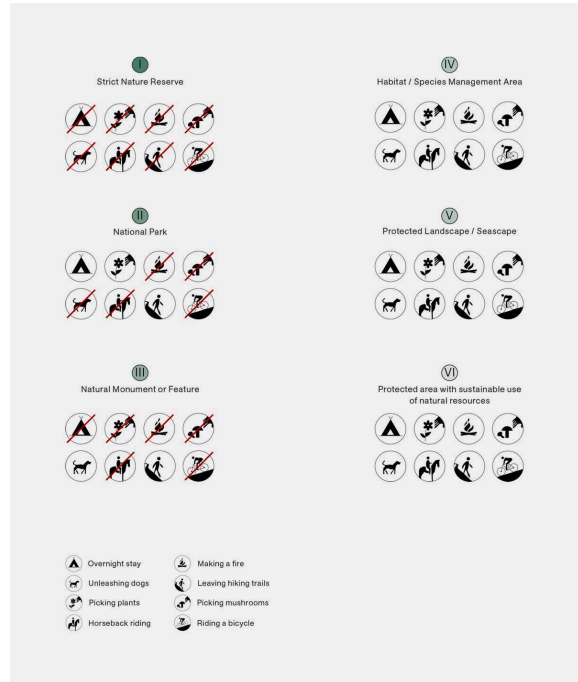 I
Strict Nature Reserve
II
National Park
III
Natural Monument or Feature
IV
Habitat / Species Management Area
V
Protected Landscape / Seascape
VI
Protected area with sustainable use
of natural resources
Overnight stay
Unleashing dogs
Picking plants
Horseback riding
Making a fire
Leaving hiking trails
Picking mushrooms
Riding a bicycle